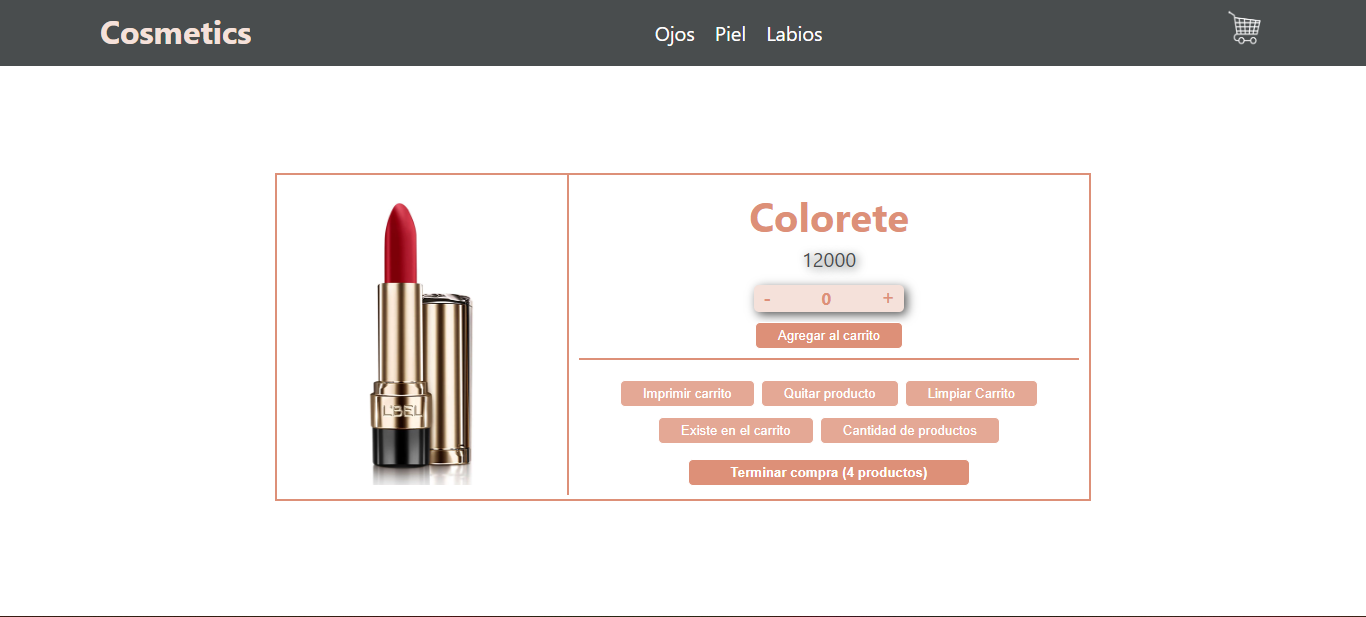 Cosmetics
Ojos Piel Labios
Colorete
12000
- 0 +
Agregar al carrito
Imprimir carrito Quitar producto Limpiar Carrito
Existe en el carrito Cantidad de productos
Terminar compra (4 productos)
L'BEL